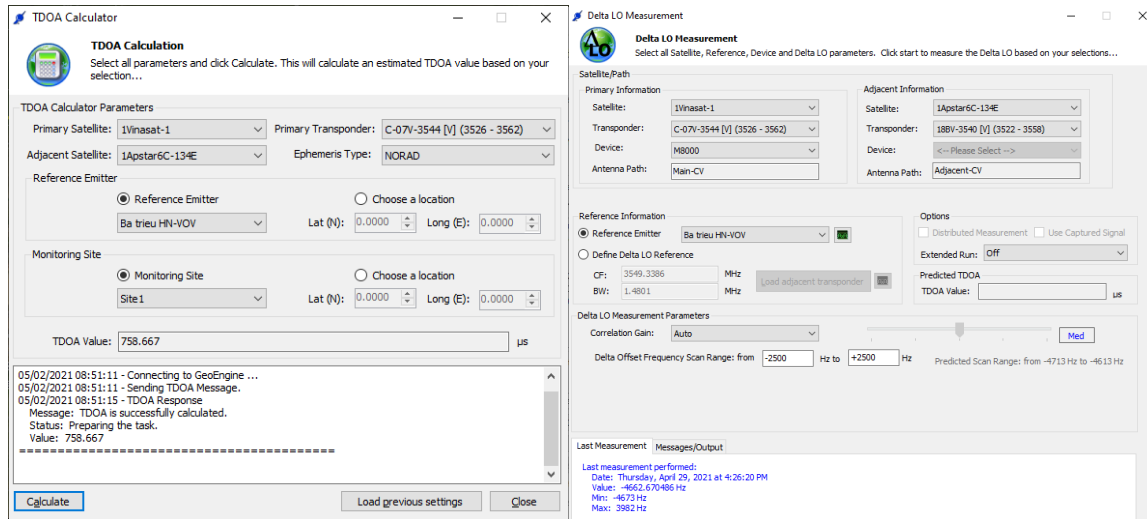 TDOA Calculator
TDOA Calculation
Select all parameters and click Calculate. This will calculate an estimated TDOA value based on your
selection...
TDOA Calculator Parameters
Primary Satellite: 1Vinasat-1 Primary Transponder: C-07V-3544 [V] (3526 - 3562)
Adjacent Satellite: 1Apstar6C-134E Ephemeris Type: NORAD
Reference Emitter
Reference Emitter Choose a location
Ba trieu HN-VOV Lat (N): 0.0000 Long (E): 0.0000
Monitoring Site
Monitoring Site Choose a location
Site1 Lat (N): 0.0000 Long (E): 0.0000
TDOA Value: 758.667 µs
05/02/2021 08:51:11 - Connecting to GeoEngine ...
05/02/2021 08:51:11 - Sending TDOA Message.
05/02/2021 08:51:15 - TDOA Response
Message: TDOA is successfully calculated.
Status: Preparing the task.
Value: 758.667
========================================
Calculate Load previous settings Close
Delta LO Measurement
ΔLO
Delta LO Measurement
Select all Satellite, Reference, Device and Delta LO parameters. Click start to measure the Delta LO based on your selections...
Satellite/Path
Primary Information Adjacent Information
Satellite: 1Vinasat-1 Satellite: 1Apstar6C-134E
Transponder: C-07V-3544 [V] (3526 - 3562) Transponder: 18BV-3540 [V] (3522 - 3558)
Device: M8000 Device: <-- Please Select -->
Antenna Path: Main-CV Antenna Path: Adjacent-CV
Reference Information Options
Reference Emitter Ba trieu HN-VOV Distributed Measurement Use Captured Signal
Define Delta LO Reference Extended Run: Off
CF: 3549.3386 MHz Load adjacent transponder Predicted TDOA
BW: 1.4801 MHz TDOA Value: µs
Delta LO Measurement Parameters
Correlation Gain: Auto Med
Delta Offset Frequency Scan Range: from -2500 Hz to +2500 Hz Predicted Scan Range: from -4713 Hz to -4613 Hz
Last Measurement Messages/Output
Last measurement performed:
Date: Thursday, April 29, 2021 at 4:26:20 PM
Value: -4662.670486 Hz
Min: -4673 Hz
Max: 3982 Hz